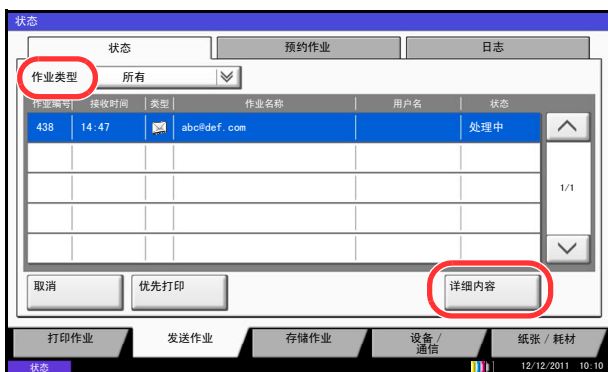 状态
状态 预约作业 日志
作业类型 所有
作业编号 接收时间 类型 作业名称 用户名 状态
438 14:47 abc@def.com 处理中
1/1
取消 优先打印 详细内容
打印作业 发送作业 存储作业 设备/ 纸张/耗材
通信
状态 12/12/2011 10:10